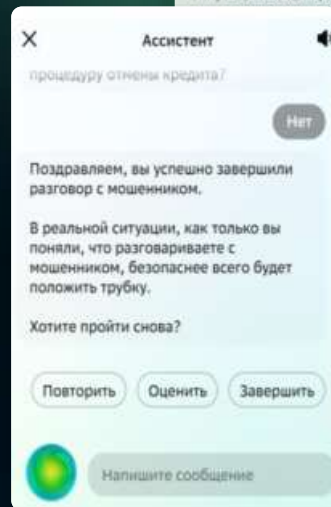 Ассистент
процедуру отмены кредита?
Нет
Поздравляем, вы успешно завершили
разговор с мошенником.
В реальной ситуации, как только вы
поняли, что разговариваете с
мошенником, безопаснее всего будет
положить трубку.
Хотите пройти снова?
Повторить Оценить Завершить
Напишите сообщение